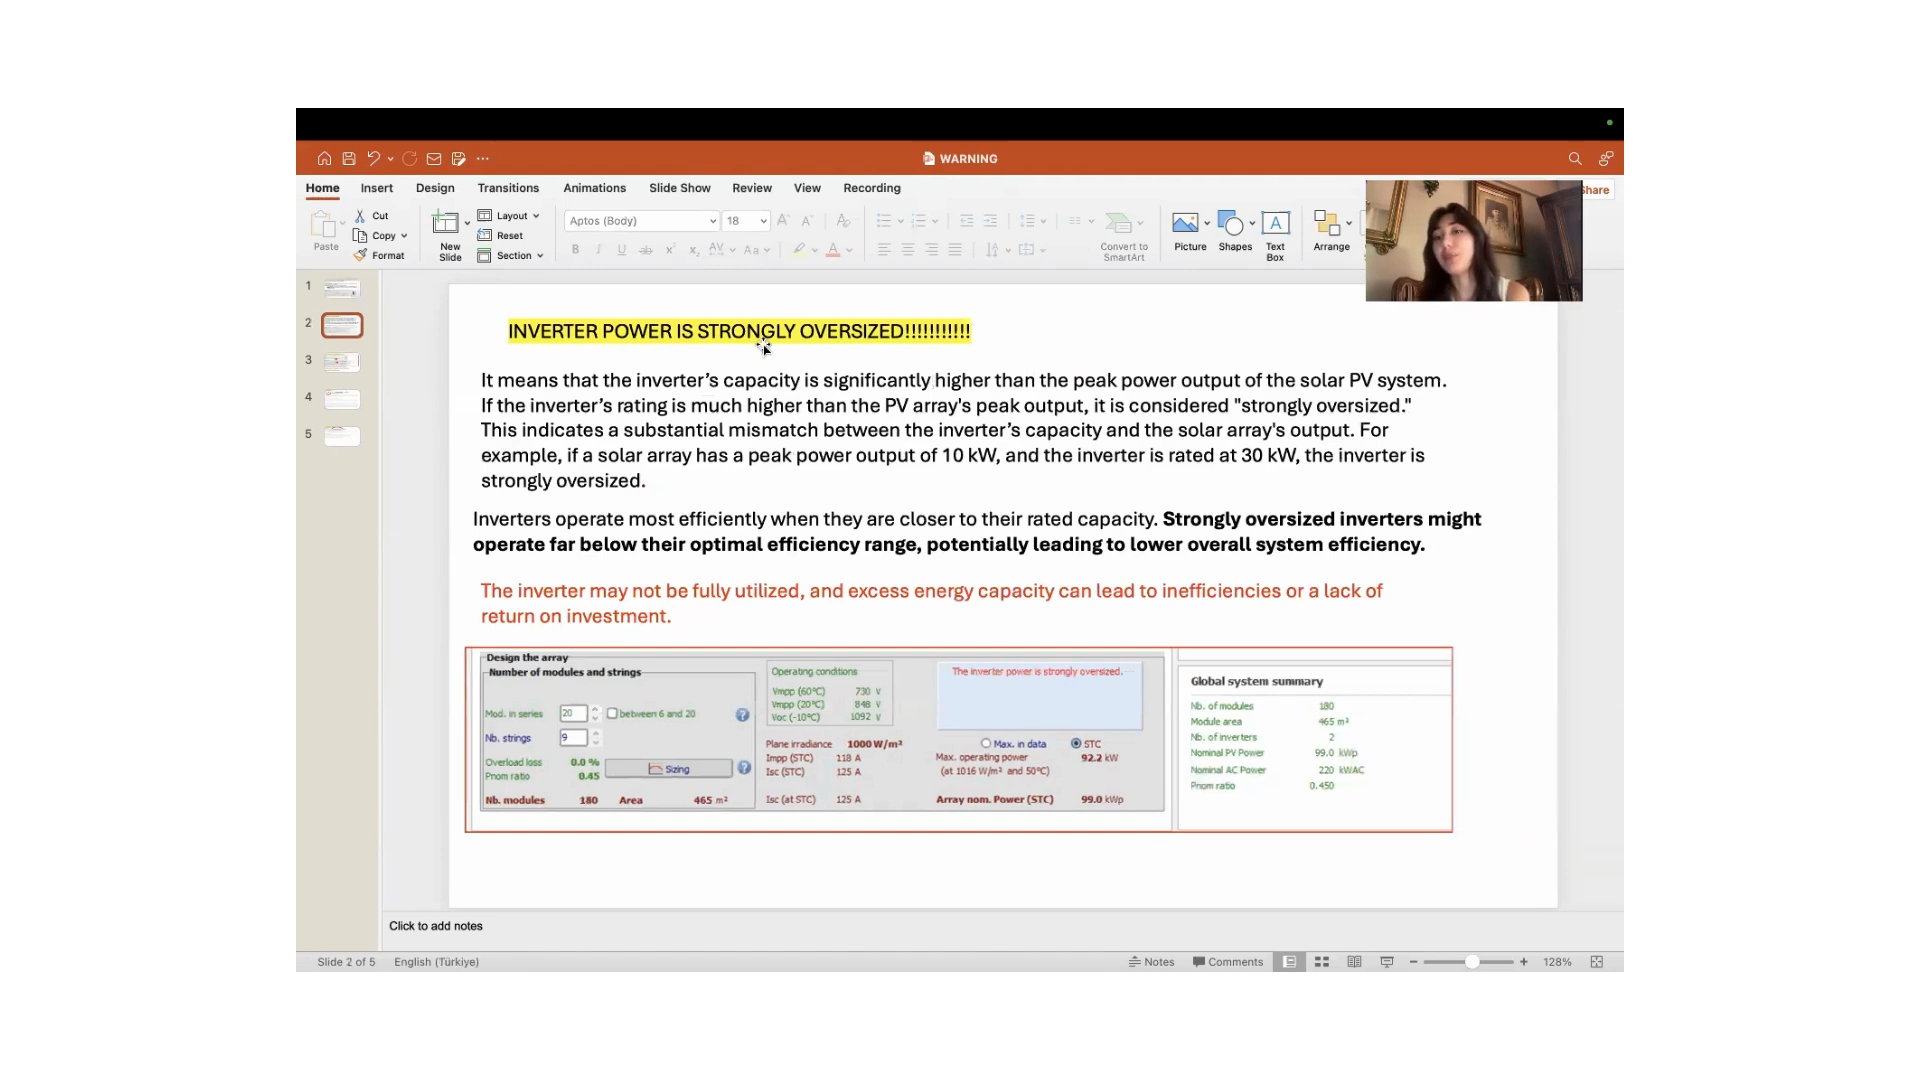 WARNING
Home Insert Design Transitions Animations Slide Show Review View Recording Share
Paste
Cut
Copy
Format
New Slide
Layout
Reset
Section
Aptos (Body) 18
Convert to SmartArt
Picture
Shapes
Text Box
Arrange
1
2
3
4
5
INVERTER POWER IS STRONGLY OVERSIZED!!!!!!!!!!!
It means that the inverter’s capacity is significantly higher than the peak power output of the solar PV system.
If the inverter’s rating is much higher than the PV array's peak output, it is considered "strongly oversized."
This indicates a substantial mismatch between the inverter’s capacity and the solar array's output. For
example, if a solar array has a peak power output of 10 kW, and the inverter is rated at 30 kW, the inverter is
strongly oversized.
Inverters operate most efficiently when they are closer to their rated capacity. Strongly oversized inverters might
operate far below their optimal efficiency range, potentially leading to lower overall system efficiency.
The inverter may not be fully utilized, and excess energy capacity can lead to inefficiencies or a lack of
return on investment.
Design the array
Number of modules and strings
Mod. in series 20 between 6 and 20
Nb. strings 9
Overload loss 0.0 %
Pnom ratio 0.45
Sizing
Nb. modules 180 Area 465 m²
Operating conditions
Vmpp (60°C) 730 V
Vmpp (20°C) 848 V
Voc (-10°C) 1092 V
Plane irradiance 1000 W/m²
Impp (STC) 118 A
Isc (STC) 125 A
Isc (at STC) 125 A
The inverter power is strongly oversized.
Max. in data STC
Max. operating power 92.2 kW
(at 1016 W/m² and 50°C)
Array nom. Power (STC) 99.0 kWp
Global system summary
Nb. of modules 180
Module area 465 m²
Nb. of inverters 2
Nominal PV Power 99.0 kWp
Nominal AC Power 220 kWAC
Pnom ratio 0.450
Click to add notes
Slide 2 of 5 English (Türkiye) Notes Comments 128%